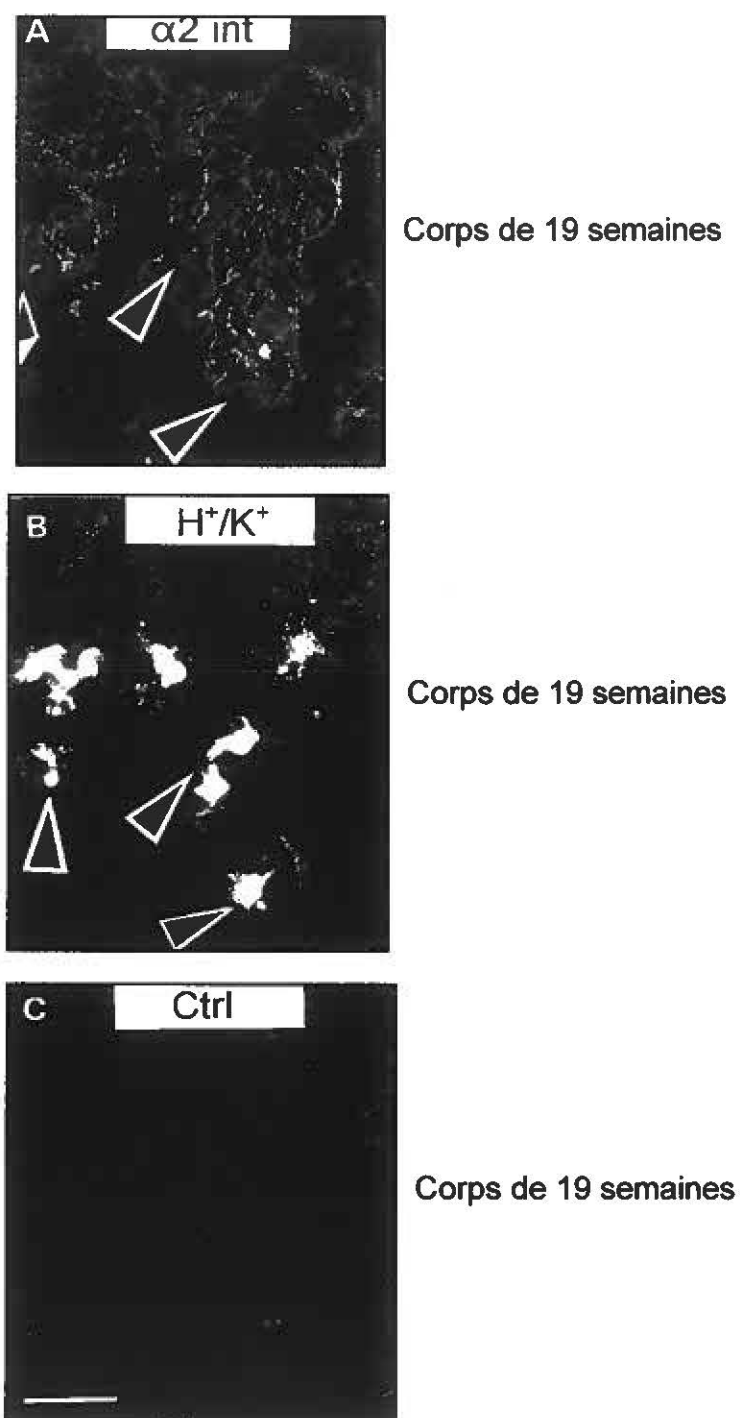 A
α2 int
Corps de 19 semaines
B
H⁺/K⁺
Corps de 19 semaines
C
Ctrl
Corps de 19 semaines